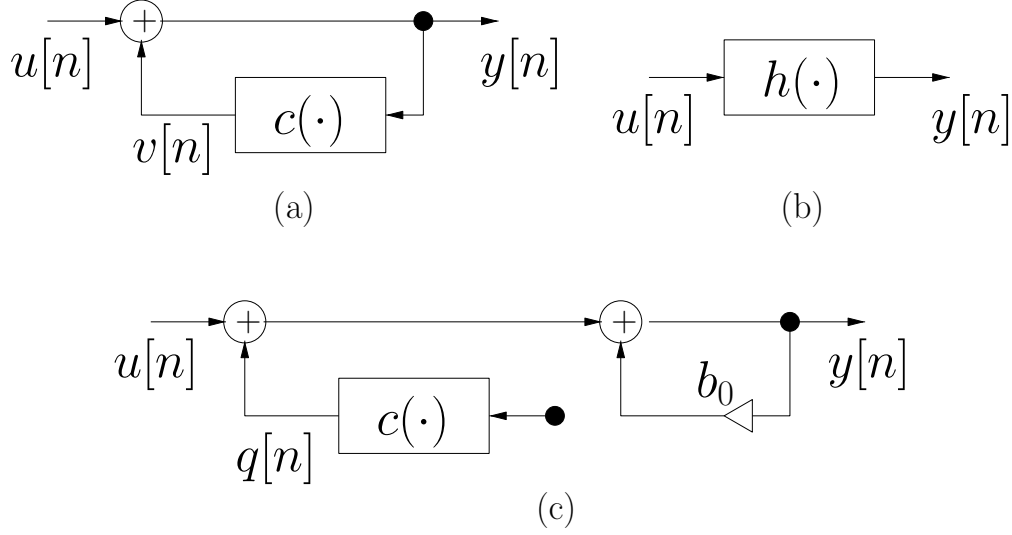 +
u[n]
y[n]
c(·)
v[n]
(a)
h(·)
u[n]
y[n]
(b)
+
+
u[n]
y[n]
b₀
c(·)
q[n]
(c)